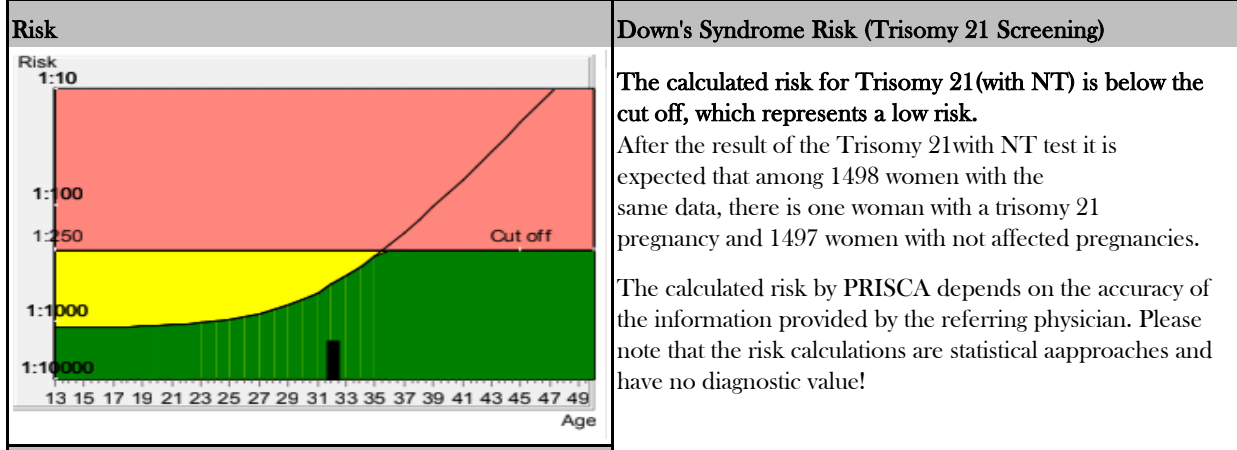 Risk
Down's Syndrome Risk (Trisomy 21 Screening)
Risk
1:10
1:100
1:250
Cut off
1:1000
1:10000
13 15 17 19 21 23 25 27 29 31 33 35 37 39 41 43 45 47 49
Age
The calculated risk for Trisomy 21(with NT) is below the
cut off, which represents a low risk.
After the result of the Trisomy 21with NT test it is
expected that among 1498 women with the
same data, there is one woman with a trisomy 21
pregnancy and 1497 women with not affected pregnancies.
The calculated risk by PRISCA depends on the accuracy of
the information provided by the referring physician. Please
note that the risk calculations are statistical aapproaches and
have no diagnostic value!